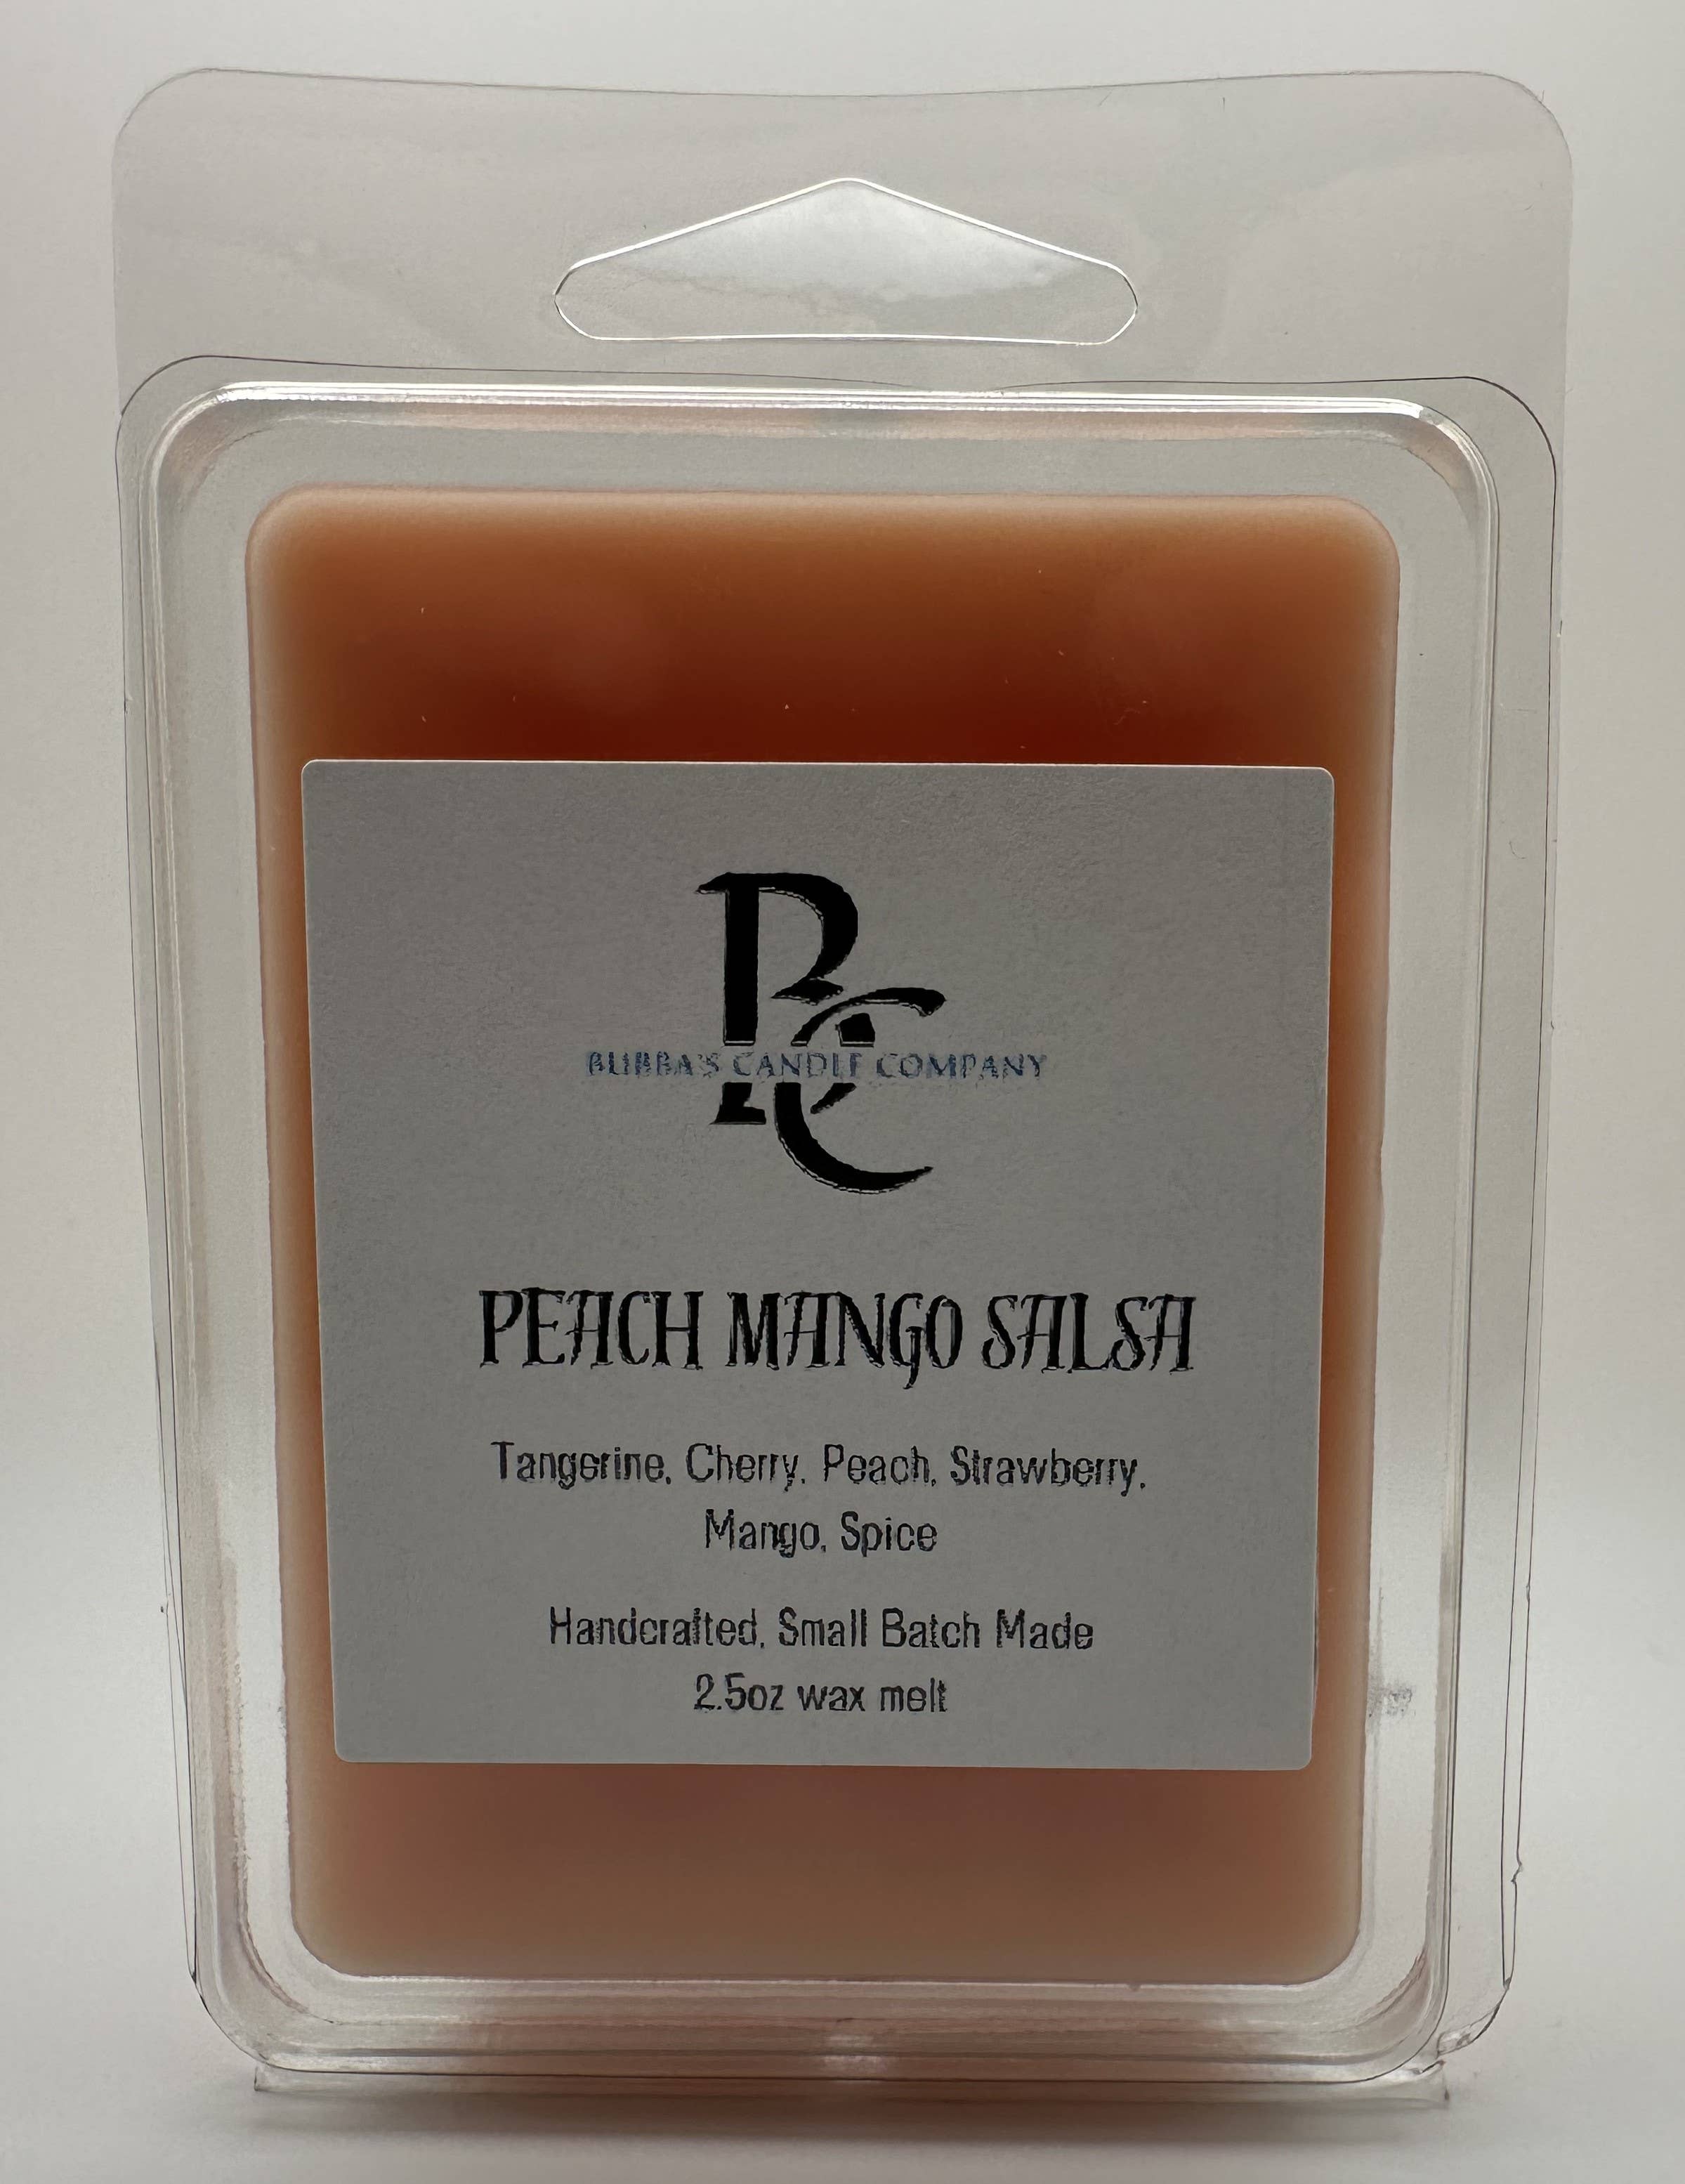 BC
BUBBA'S CANDLE COMPANY
PEACH MANGO SALSA
Tangerine, Cherry, Peach, Strawberry,
Mango, Spice
Handcrafted, Small Batch Made
2.5oz wax melt